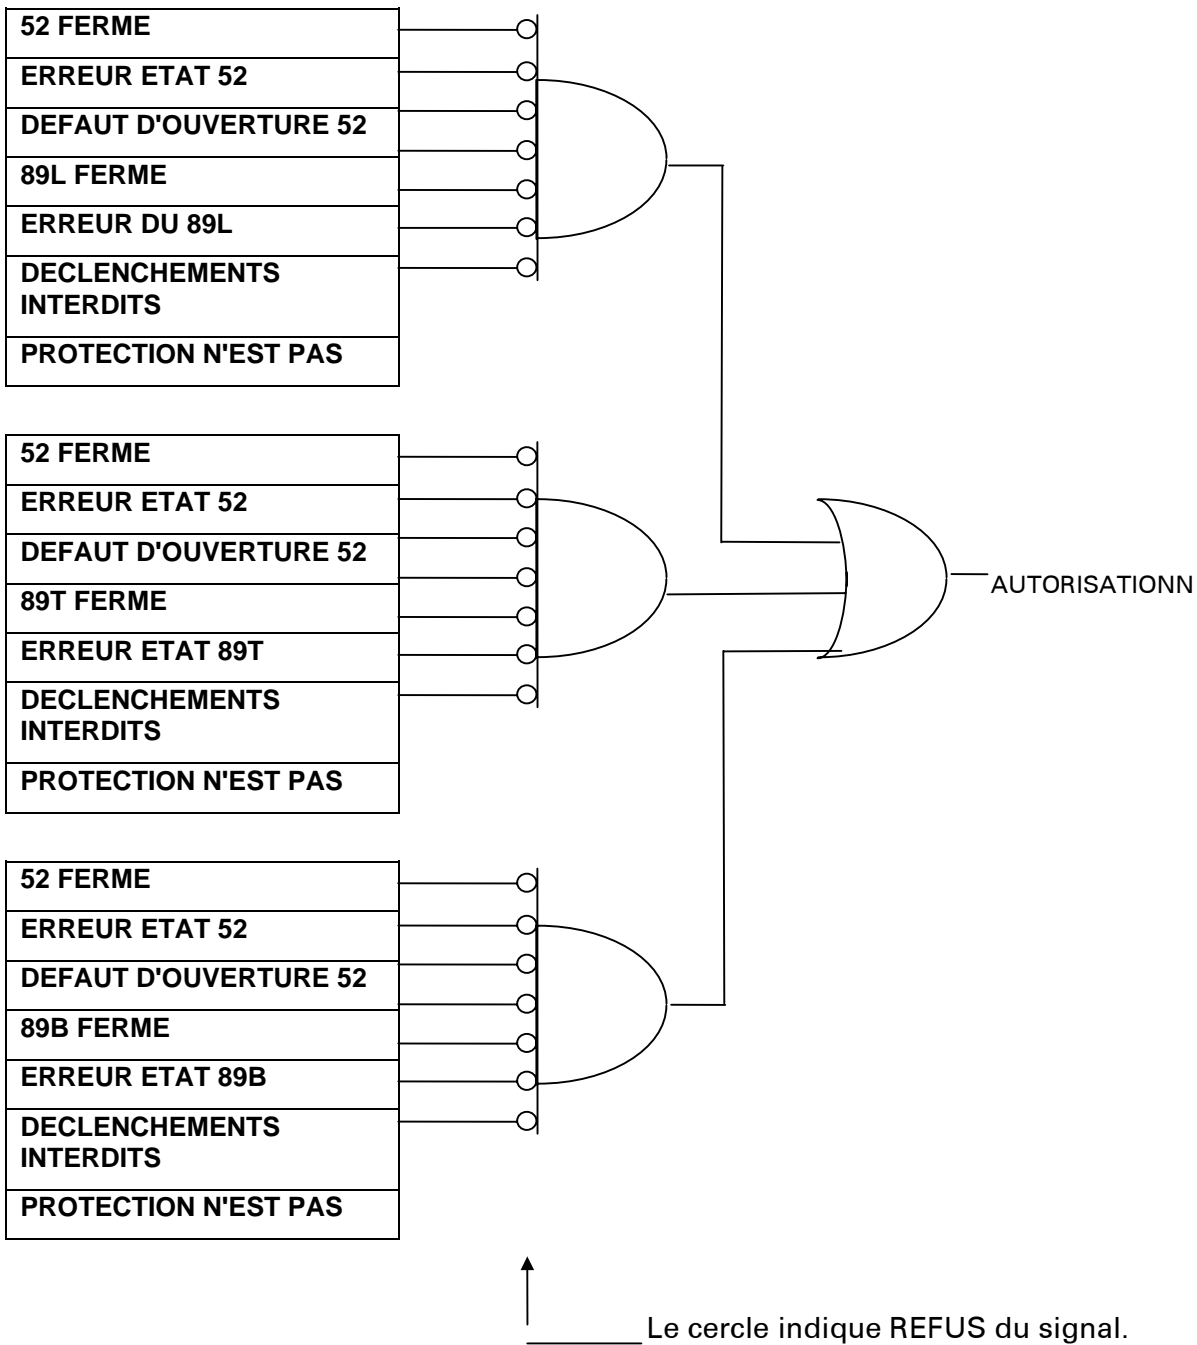 52 FERME
ERREUR ETAT 52
DEFAUT D'OUVERTURE 52
89L FERME
ERREUR DU 89L
DECLENCHEMENTS
INTERDITS
PROTECTION N'EST PAS
52 FERME
ERREUR ETAT 52
DEFAUT D'OUVERTURE 52
89T FERME
ERREUR ETAT 89T
DECLENCHEMENTS
INTERDITS
PROTECTION N'EST PAS
AUTORISATIONN
52 FERME
ERREUR ETAT 52
DEFAUT D'OUVERTURE 52
89B FERME
ERREUR ETAT 89B
DECLENCHEMENTS
INTERDITS
PROTECTION N'EST PAS
Le cercle indique REFUS du signal.